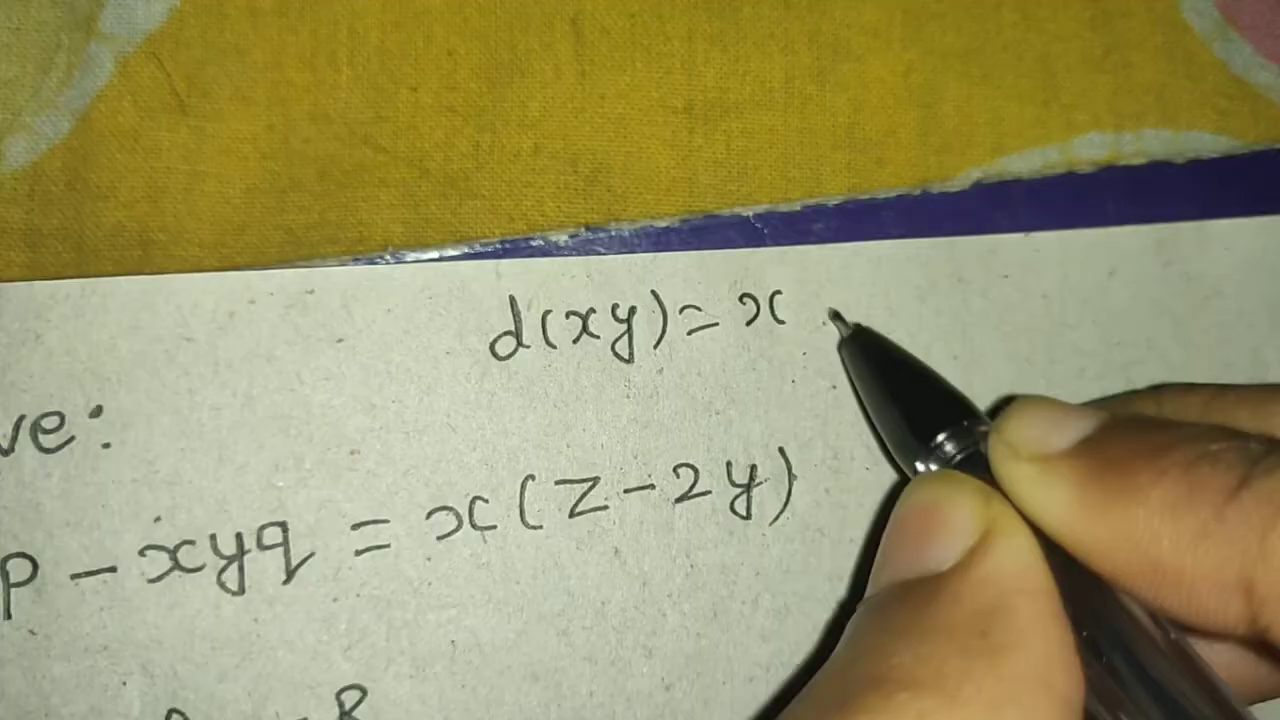 d(xy) = x
ve:
p - xyq = x(z - 2y)
R